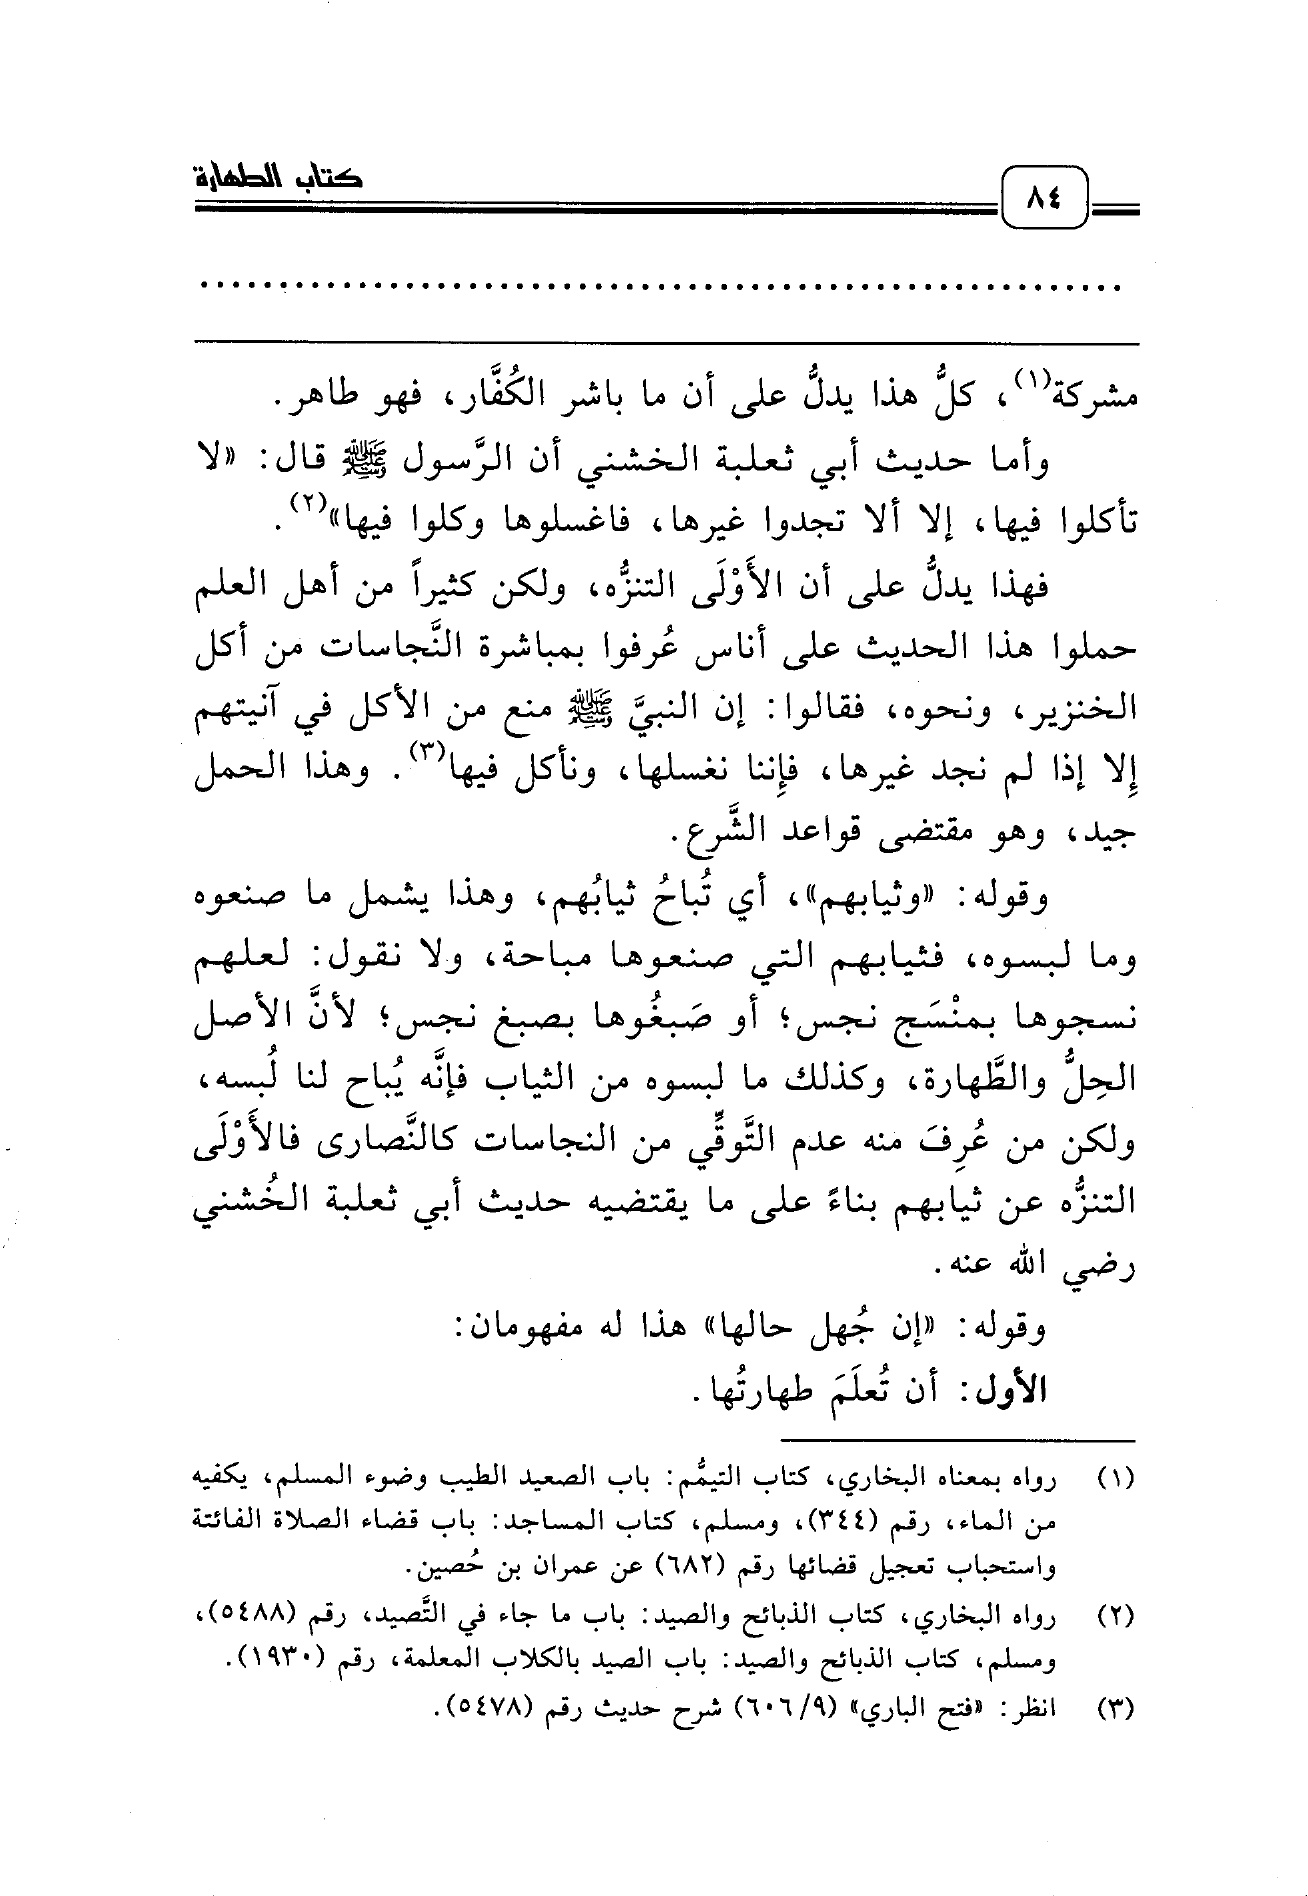 ٨٤
كتاب الطهارة
..........................................................
مشركة(١)، كلُّ هذا يدلُّ على أن ما باشر الكُفَّار، فهو طاهر.
وأما حديث أبي ثعلبة الخشني أن الرَّسول ﷺ قال: «لا
تأكلوا فيها، إلا ألا تجدوا غيرها، فاغسلوها وكلوا فيها»(٢).
فهذا يدلُّ على أن الأَوْلَى التنزُّه، ولكن كثيراً من أهل العلم
حملوا هذا الحديث على أناس عُرفوا بمباشرة النَّجاسات من أكل
الخنزير، ونحوه، فقالوا: إن النبيَّ ﷺ منع من الأكل في آنيتهم
إلا إذا لم نجد غيرها، فإننا نغسلها، ونأكل فيها(٣). وهذا الحمل
جيد، وهو مقتضى قواعد الشَّرع.
وقوله: «وثيابهم»، أي تُباحُ ثيابُهم، وهذا يشمل ما صنعوه
وما لبسوه، فثيابهم التي صنعوها مباحة، ولا نقول: لعلهم
نسجوها بمنْسَج نجس؛ أو صَبغُوها بصبغ نجس؛ لأنَّ الأصل
الحِلُّ والطَّهارة، وكذلك ما لبسوه من الثياب فإنَّه يُباح لنا لُبسه،
ولكن من عُرِفَ منه عدم التَّوقِّي من النجاسات كالنَّصارى فالأَوْلَى
التنزُّه عن ثيابهم بناءً على ما يقتضيه حديث أبي ثعلبة الخُشني
رضي الله عنه.
وقوله: «إن جُهل حالها» هذا له مفهومان:
الأول: أن تُعلَمَ طهارتُها.
(١) رواه بمعناه البخاري، كتاب التيمُّم: باب الصعيد الطيب وضوء المسلم، يكفيه
من الماء، رقم (٣٤٤)، ومسلم، كتاب المساجد: باب قضاء الصلاة الفائتة
واستحباب تعجيل قضائها رقم (٦٨٢) عن عمران بن حُصين.
(٢) رواه البخاري، كتاب الذبائح والصيد: باب ما جاء في التَّصيد، رقم (٥٤٨٨)،
ومسلم، كتاب الذبائح والصيد: باب الصيد بالكلاب المعلمة، رقم (١٩٣٠).
(٣) انظر: «فتح الباري» (٩/ ٦٠٦) شرح حديث رقم (٥٤٧٨).